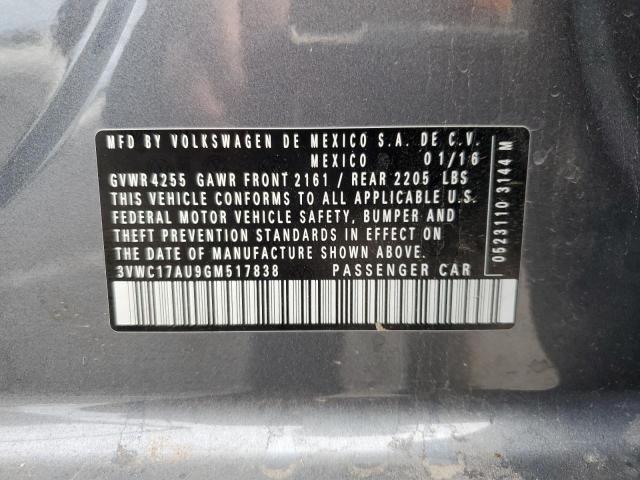 MFD BY VOLKSWAGEN DE MEXICO S.A. DE C.V.
MEXICO 01/16
GVWR 4255 GAWR FRONT 2161 / REAR 2205 LBS
THIS VEHICLE CONFORMS TO ALL APPLICABLE U.S.
FEDERAL MOTOR VEHICLE SAFETY, BUMPER AND
THEFT PREVENTION STANDARDS IN EFFECT ON
THE DATE OF MANUFACTURE SHOWN ABOVE.
3VWC17AU9GM517838 PASSENGER CAR
0523110 3144 M